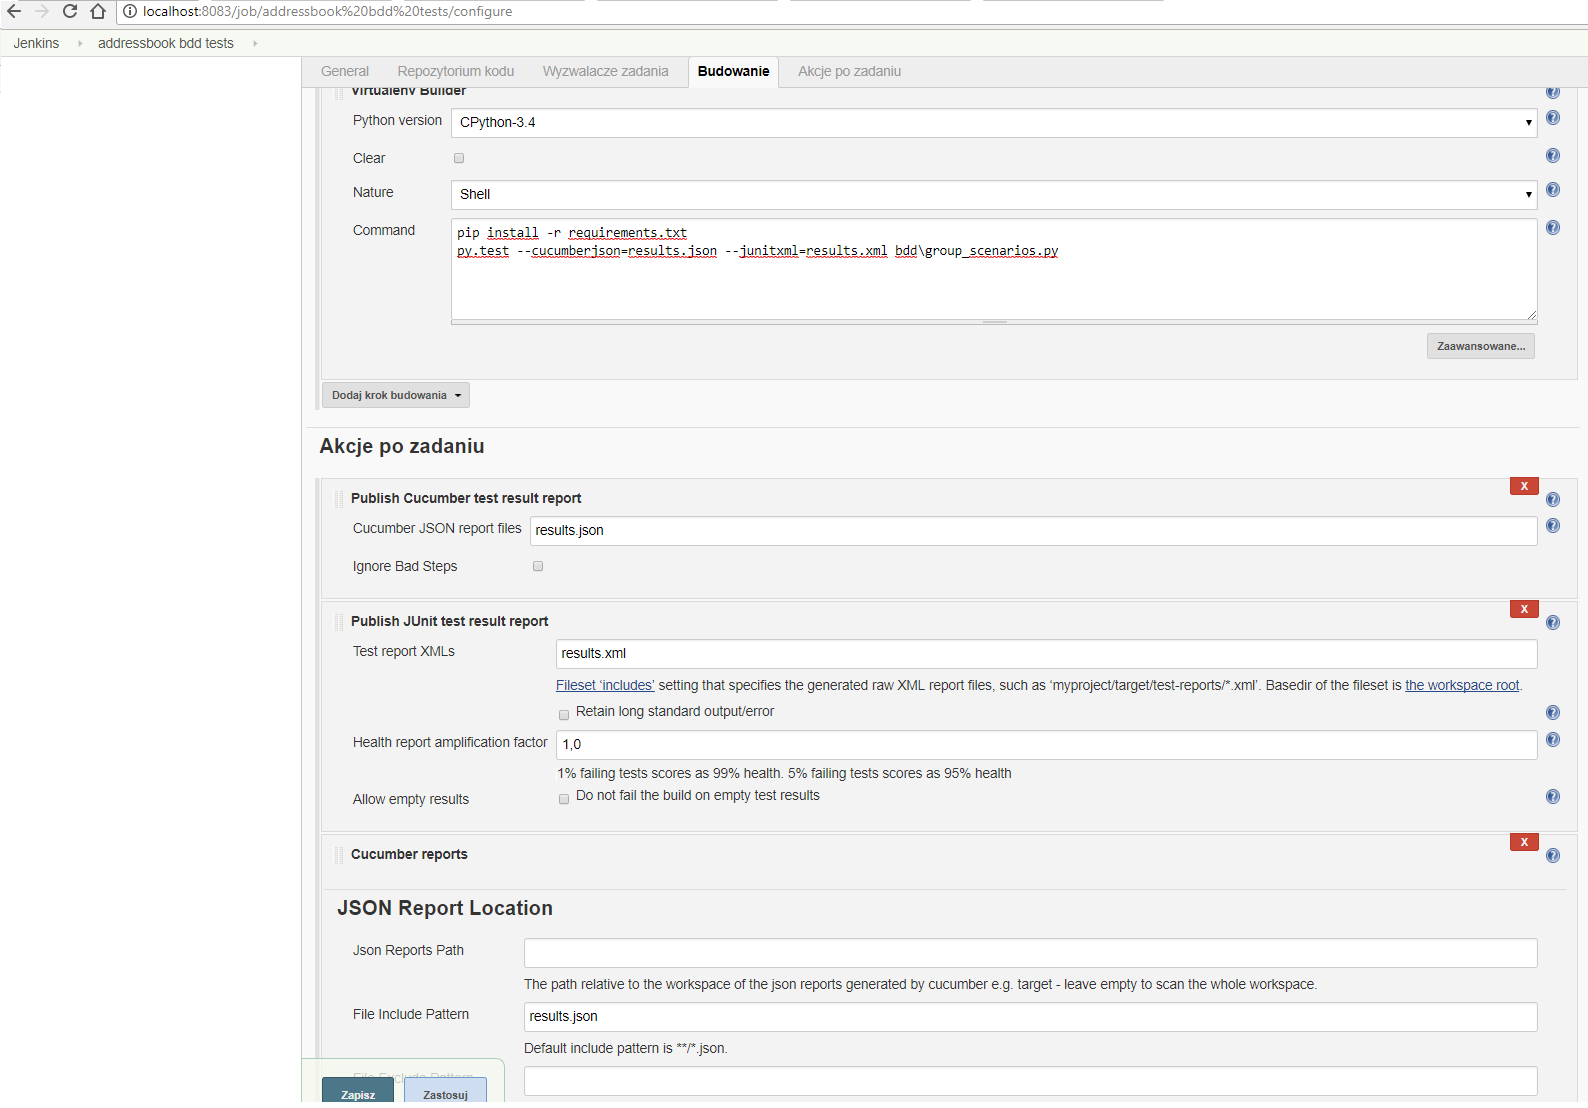 localhost:8083/job/addressbook%20bdd%20tests/configure
Jenkins addressbook bdd tests
General Repozytorium kodu Wyzwalacze zadania Budowanie Akcje po zadaniu
Virtualenv Builder
Python version CPython-3.4
Clear
Nature Shell
Command
pip install -r requirements.txt
py.test --cucumberjson=results.json --junitxml=results.xml bdd\group_scenarios.py
Zaawansowane...
Dodaj krok budowania
Akcje po zadaniu
X
Publish Cucumber test result report
Cucumber JSON report files results.json
Ignore Bad Steps
X
Publish JUnit test result report
Test report XMLs results.xml
Fileset ‘includes’ setting that specifies the generated raw XML report files, such as ‘myproject/target/test-reports/*.xml’. Basedir of the fileset is the workspace root.
Retain long standard output/error
Health report amplification factor 1,0
1% failing tests scores as 99% health. 5% failing tests scores as 95% health
Allow empty results Do not fail the build on empty test results
X
Cucumber reports
JSON Report Location
Json Reports Path
The path relative to the workspace of the json reports generated by cucumber e.g. target - leave empty to scan the whole workspace.
File Include Pattern results.json
Default include pattern is **/*.json.
File Exclude Pattern
Zapisz Zastosuj